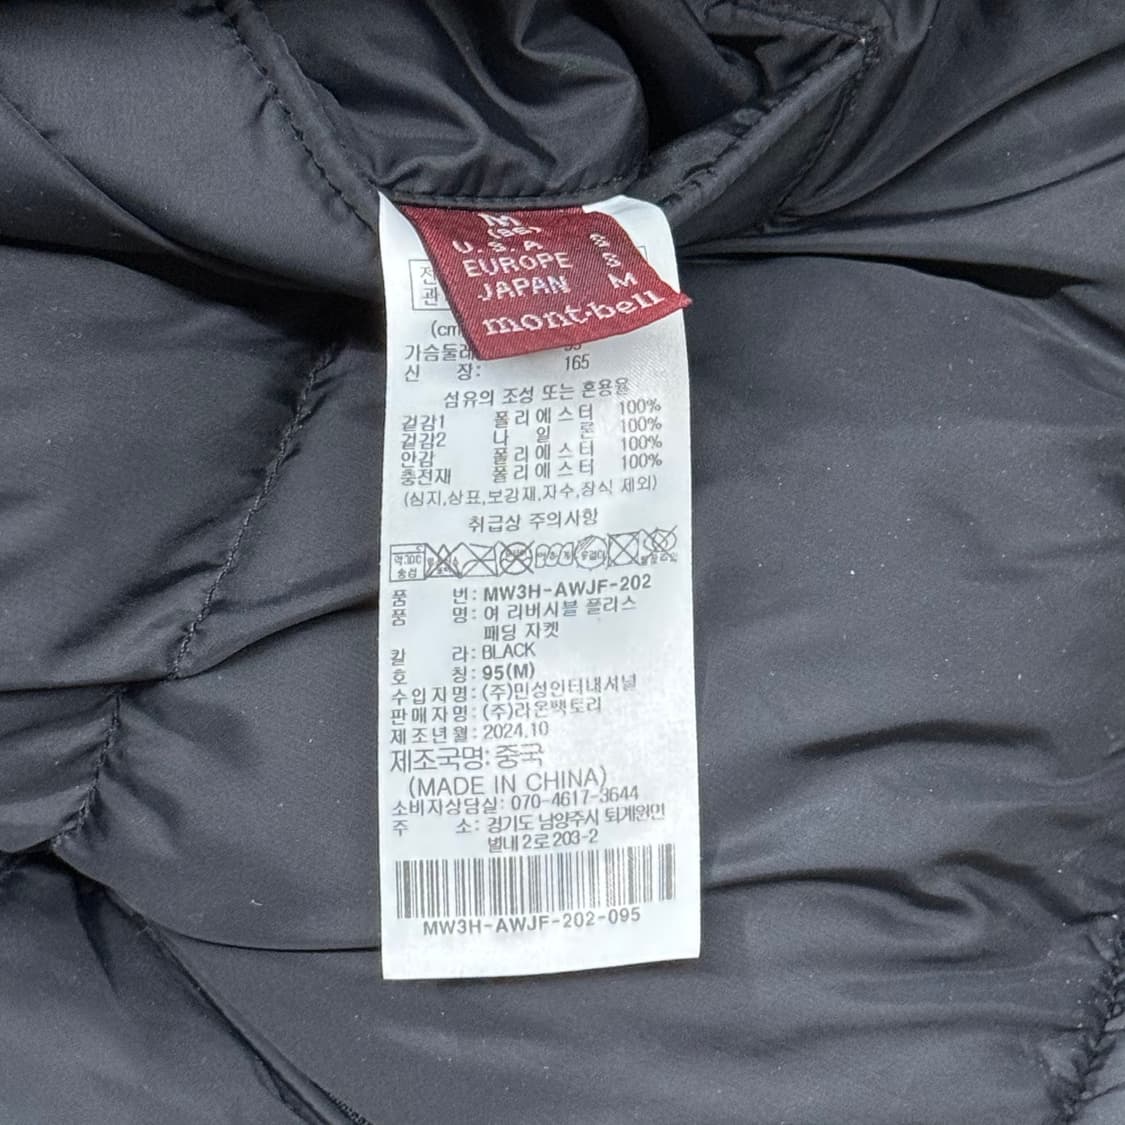 M
(95)
U.S.A S
EUROPE S
JAPAN M
mont-bell
(cm
가슴둘레
신 장: 165
섬유의 조성 또는 혼용율
겉감1 폴리에스터 100%
겉감2 나 일 론 100%
안감 폴리에스터 100%
충전재 폴리에스터 100%
(심지,상표,보강재,자수,장식 제외)
취급상 주의사항
품 번: MW3H-AWJF-202
품 명: 여 리버시블 플리스
패딩 자켓
칼 라: BLACK
호 칭: 95(M)
수입자명: (주)민성인터내셔널
판매자명: (주)라온팩토리
제조년월: 2024.10
제조국명: 중국
(MADE IN CHINA)
소비자상담실: 070-4617-3644
주 소: 경기도 남양주시 퇴계원면
별내2로 203-2
MW3H-AWJF-202-095